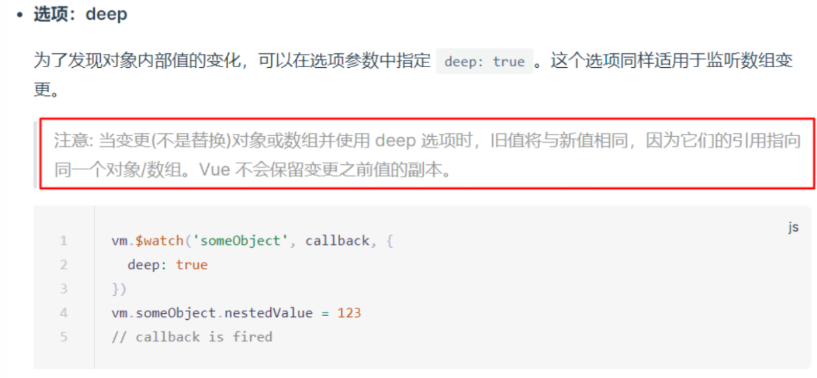 • 选项：deep
为了发现对象内部值的变化，可以在选项参数中指定 deep: true 。这个选项同样适用于监听数组变
更。
注意: 当变更(不是替换)对象或数组并使用 deep 选项时，旧值将与新值相同，因为它们的引用指向
同一个对象/数组。Vue 不会保留变更之前值的副本。
js
1 vm.$watch('someObject', callback, {
2   deep: true
3 })
4 vm.someObject.nestedValue = 123
5 // callback is fired